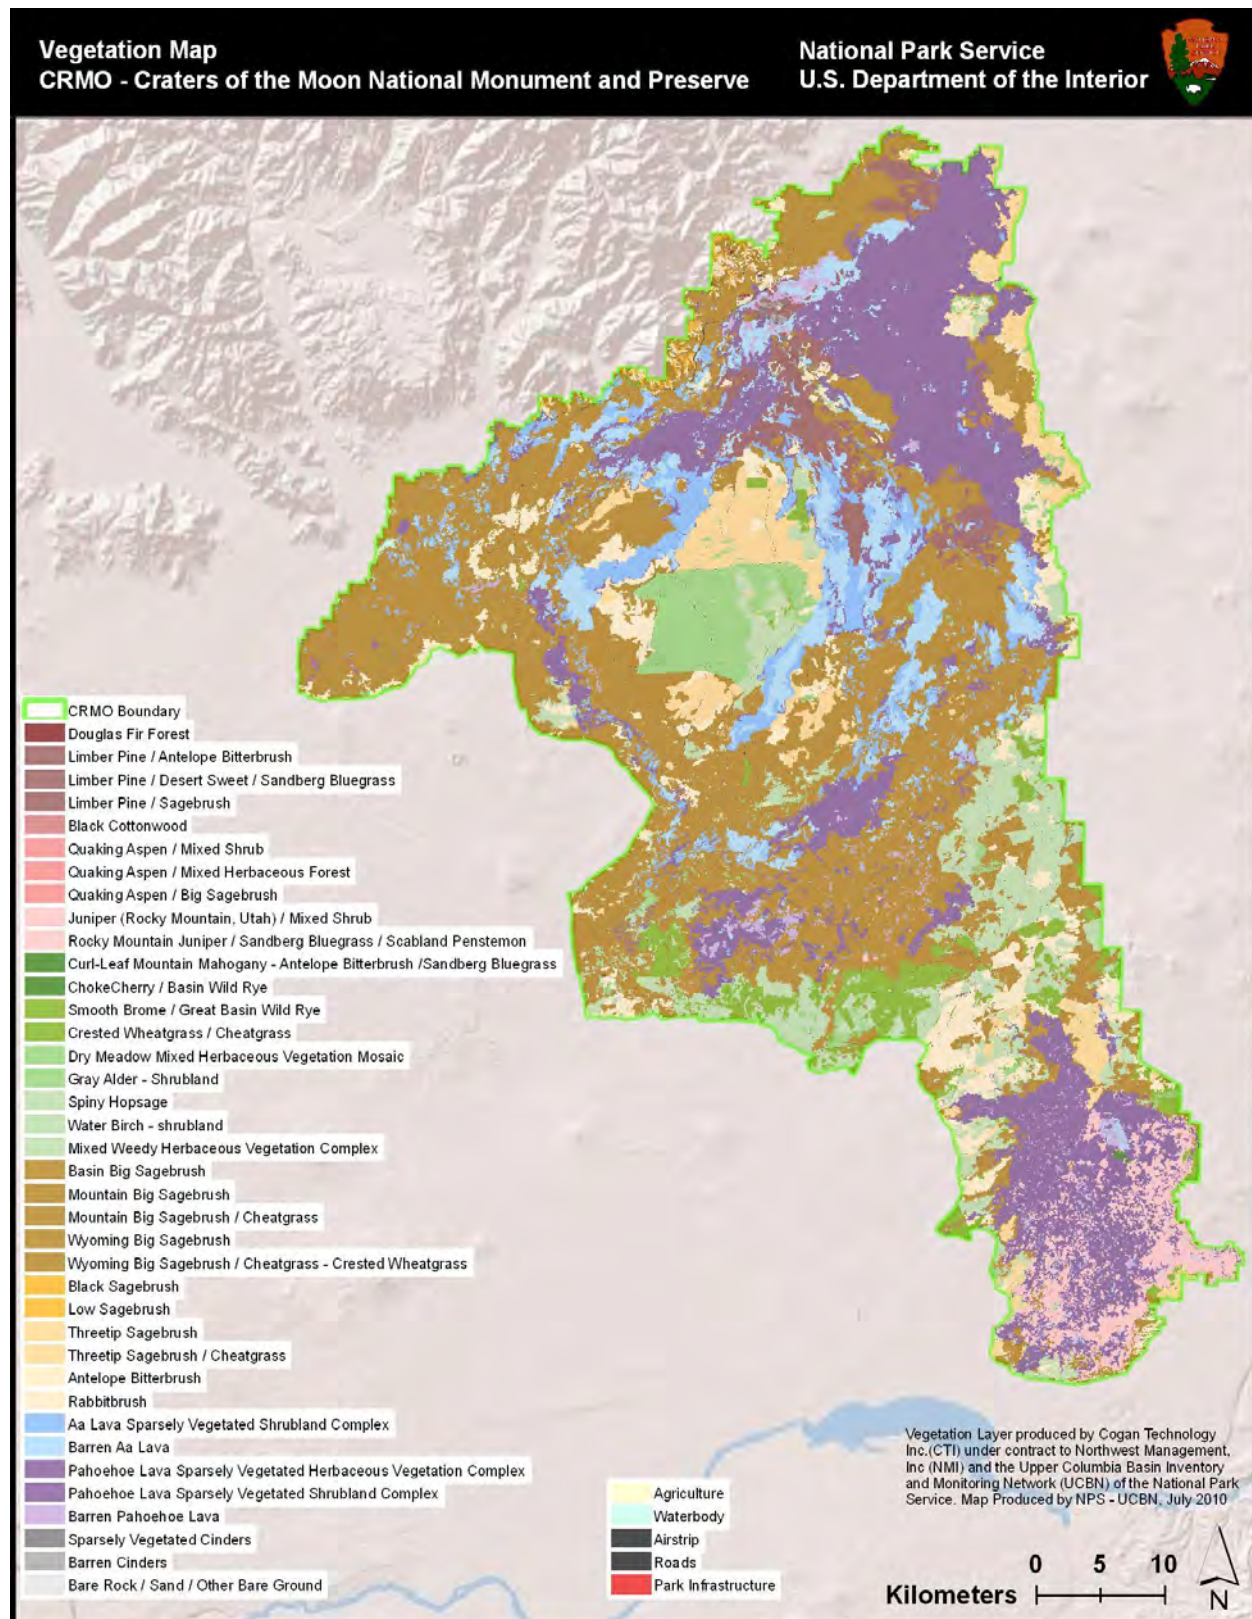 Vegetation Map
CRMO - Craters of the Moon National Monument and Preserve
National Park Service
U.S. Department of the Interior
CRMO Boundary
Douglas Fir Forest
Limber Pine / Antelope Bitterbrush
Limber Pine / Desert Sweet / Sandberg Bluegrass
Limber Pine / Sagebrush
Black Cottonwood
Quaking Aspen / Mixed Shrub
Quaking Aspen / Mixed Herbaceous Forest
Quaking Aspen / Big Sagebrush
Juniper (Rocky Mountain, Utah) / Mixed Shrub
Rocky Mountain Juniper / Sandberg Bluegrass / Scabland Penstemon
Curl-Leaf Mountain Mahogany - Antelope Bitterbrush /Sandberg Bluegrass
ChokeCherry / Basin Wild Rye
Smooth Brome / Great Basin Wild Rye
Crested Wheatgrass / Cheatgrass
Dry Meadow Mixed Herbaceous Vegetation Mosaic
Gray Alder - Shrubland
Spiny Hopsage
Water Birch - shrubland
Mixed Weedy Herbaceous Vegetation Complex
Basin Big Sagebrush
Mountain Big Sagebrush
Mountain Big Sagebrush / Cheatgrass
Wyoming Big Sagebrush
Wyoming Big Sagebrush / Cheatgrass - Crested Wheatgrass
Black Sagebrush
Low Sagebrush
Threetip Sagebrush
Threetip Sagebrush / Cheatgrass
Antelope Bitterbrush
Rabbitbrush
Aa Lava Sparsely Vegetated Shrubland Complex
Barren Aa Lava
Pahoehoe Lava Sparsely Vegetated Herbaceous Vegetation Complex
Pahoehoe Lava Sparsely Vegetated Shrubland Complex
Barren Pahoehoe Lava
Sparsely Vegetated Cinders
Barren Cinders
Bare Rock / Sand / Other Bare Ground
Agriculture
Waterbody
Airstrip
Roads
Park Infrastructure
Vegetation Layer produced by Cogan Technology
Inc.(CTI) under contract to Northwest Management,
Inc (NMI) and the Upper Columbia Basin Inventory
and Monitoring Network (UCBN) of the National Park
Service. Map Produced by NPS - UCBN, July 2010
0 5 10
Kilometers
N